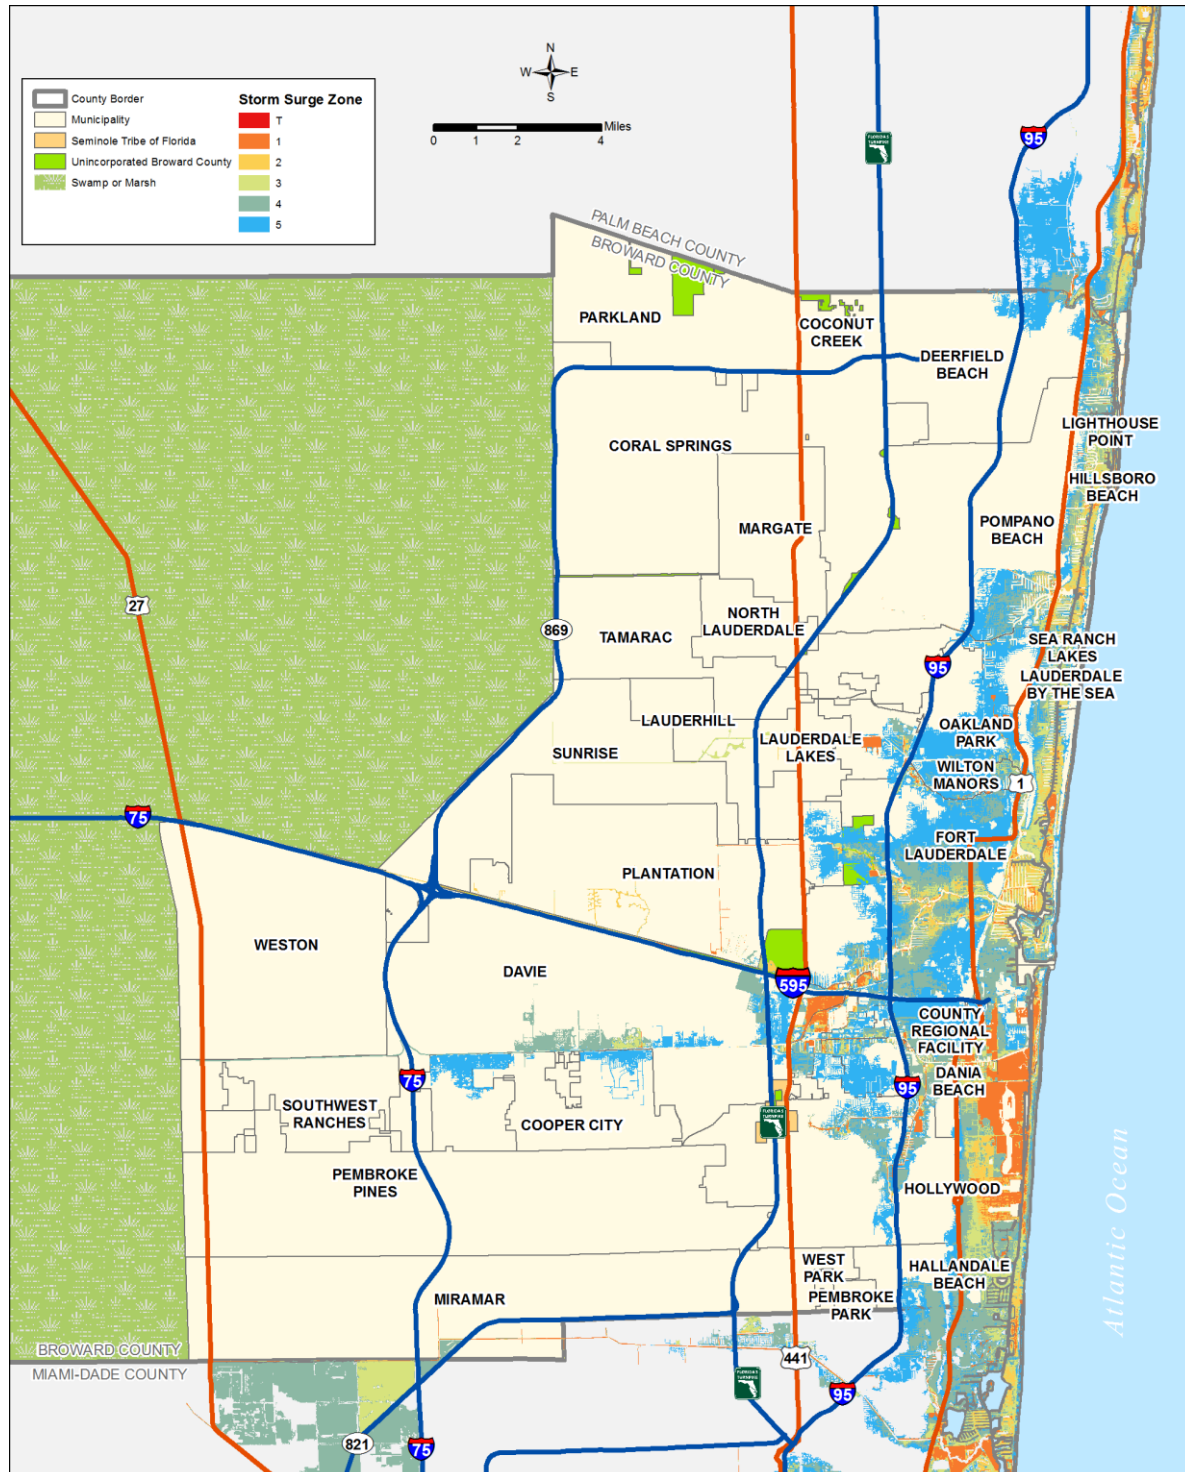 N
W E
S
Miles
0 1 2 4
County Border
Municipality
Seminole Tribe of Florida
Unincorporated Broward County
Swamp or Marsh
Storm Surge Zone
T
1
2
3
4
5
95
PALM BEACH COUNTY
BROWARD COUNTY
PARKLAND
COCONUT
CREEK
DEERFIELD
BEACH
LIGHTHOUSE
POINT
CORAL SPRINGS
HILLSBORO
BEACH
MARGATE
POMPANO
BEACH
27
869
TAMARAC
NORTH
LAUDERDALE
SEA RANCH
LAKES
95
LAUDERDALE
BY THE SEA
LAUDERHILL
SUNRISE
LAUDERDALE
LAKES
OAKLAND
PARK
WILTON
MANORS
1
75
FORT
LAUDERDALE
PLANTATION
WESTON
DAVIE
595
COUNTY
REGIONAL
FACILITY
DANIA
BEACH
75
95
SOUTHWEST
RANCHES
COOPER CITY
FLORIDA'S
TURNPIKE
PEMBROKE
PINES
HOLLYWOOD
Atlantic Ocean
WEST
PARK
HALLANDALE
BEACH
MIRAMAR
PEMBROKE
PARK
BROWARD COUNTY
MIAMI-DADE COUNTY
441
95
821
75